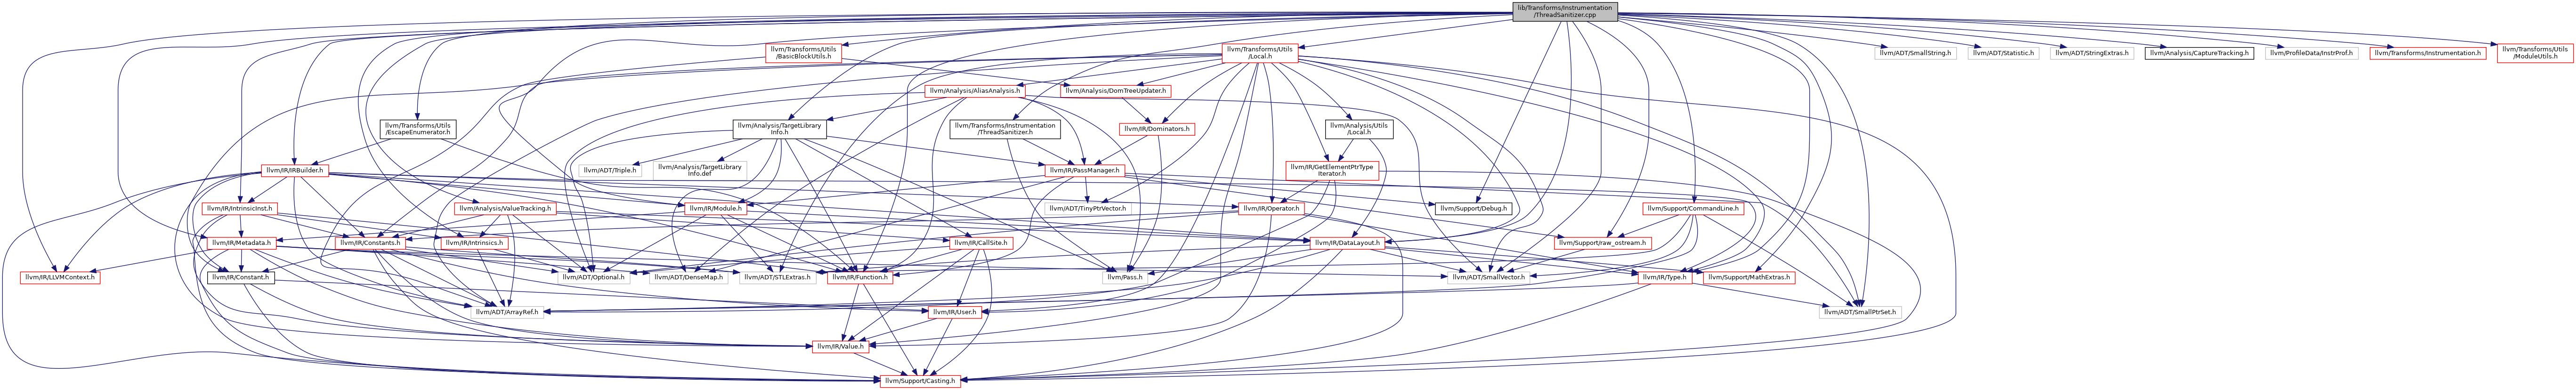 lib/Transforms/Instrumentation
/ThreadSanitizer.cpp
llvm/Transforms/Utils
/BasicBlockUtils.h
llvm/Transforms/Utils
/Local.h
llvm/ADT/SmallString.h
llvm/ADT/Statistic.h
llvm/ADT/StringExtras.h
llvm/Analysis/CaptureTracking.h
llvm/ProfileData/InstrProf.h
llvm/Transforms/Instrumentation.h
llvm/Transforms/Utils
/ModuleUtils.h
llvm/Analysis/AliasAnalysis.h
llvm/Analysis/DomTreeUpdater.h
llvm/Transforms/Utils
/EscapeEnumerator.h
llvm/Analysis/TargetLibrary
Info.h
llvm/Transforms/Instrumentation
/ThreadSanitizer.h
llvm/IR/Dominators.h
llvm/Analysis/Utils
/Local.h
llvm/IR/IRBuilder.h
llvm/ADT/Triple.h
llvm/Analysis/TargetLibrary
Info.def
llvm/IR/PassManager.h
llvm/IR/GetElementPtrType
Iterator.h
llvm/IR/IntrinsicInst.h
llvm/Analysis/ValueTracking.h
llvm/IR/Module.h
llvm/ADT/TinyPtrVector.h
llvm/IR/Operator.h
llvm/Support/Debug.h
llvm/Support/CommandLine.h
llvm/IR/Metadata.h
llvm/IR/Constants.h
llvm/IR/Intrinsics.h
llvm/IR/CallSite.h
llvm/IR/DataLayout.h
llvm/Support/raw_ostream.h
llvm/IR/LLVMContext.h
llvm/IR/Constant.h
llvm/ADT/Optional.h
llvm/ADT/DenseMap.h
llvm/ADT/STLExtras.h
llvm/IR/Function.h
llvm/Pass.h
llvm/ADT/SmallVector.h
llvm/IR/Type.h
llvm/Support/MathExtras.h
llvm/ADT/ArrayRef.h
llvm/IR/User.h
llvm/ADT/SmallPtrSet.h
llvm/IR/Value.h
llvm/Support/Casting.h